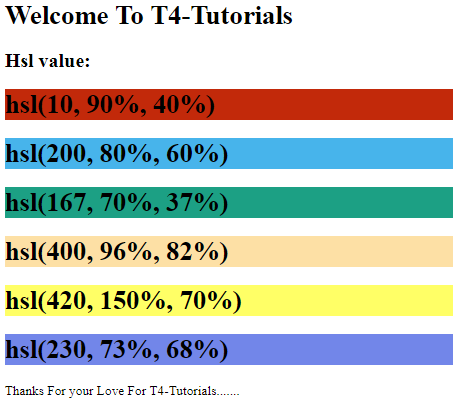 Welcome To T4-Tutorials
Hsl value:
hsl(10, 90%, 40%)
hsl(200, 80%, 60%)
hsl(167, 70%, 37%)
hsl(400, 96%, 82%)
hsl(420, 150%, 70%)
hsl(230, 73%, 68%)
Thanks For your Love For T4-Tutorials.......